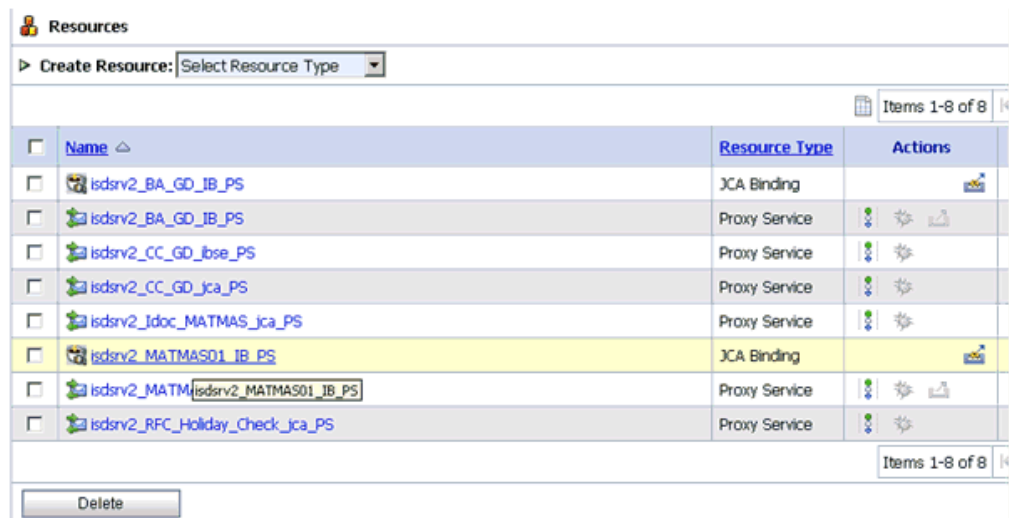 Resources
Create Resource: Select Resource Type
Items 1-8 of 8
Name Resource Type Actions
isdsrv2_BA_GD_IB_PS JCA Binding
isdsrv2_BA_GD_IB_PS Proxy Service
isdsrv2_CC_GD_ibse_PS Proxy Service
isdsrv2_CC_GD_jca_PS Proxy Service
isdsrv2_Idoc_MATMAS_jca_PS Proxy Service
isdsrv2_MATMAS01_IB_PS JCA Binding
isdsrv2_MATM isdsrv2_MATMAS01_IB_PS Proxy Service
isdsrv2_RFC_Holiday_Check_jca_PS Proxy Service
Items 1-8 of 8
Delete